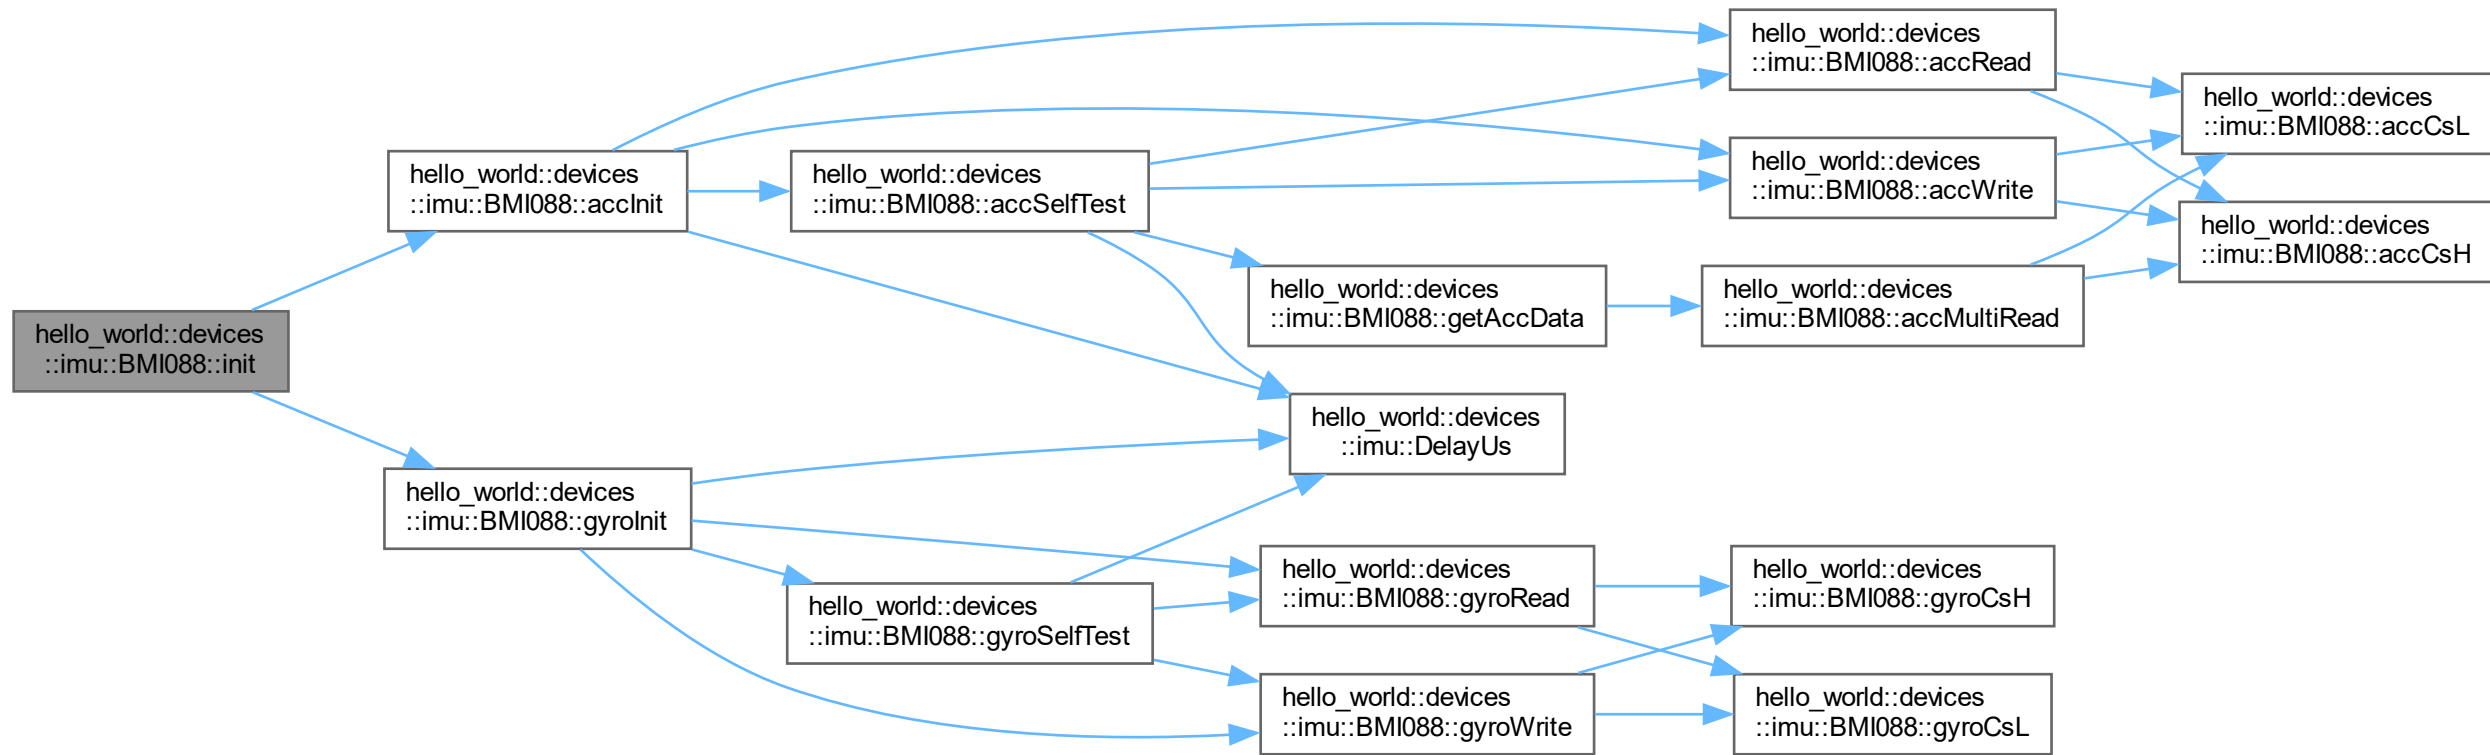 hello_world::devices
::imu::BMI088::init
hello_world::devices
::imu::BMI088::accInit
hello_world::devices
::imu::BMI088::gyroInit
hello_world::devices
::imu::BMI088::accSelfTest
hello_world::devices
::imu::BMI088::gyroSelfTest
hello_world::devices
::imu::BMI088::getAccData
hello_world::devices
::imu::DelayUs
hello_world::devices
::imu::BMI088::gyroRead
hello_world::devices
::imu::BMI088::gyroWrite
hello_world::devices
::imu::BMI088::accRead
hello_world::devices
::imu::BMI088::accWrite
hello_world::devices
::imu::BMI088::accMultiRead
hello_world::devices
::imu::BMI088::gyroCsH
hello_world::devices
::imu::BMI088::gyroCsL
hello_world::devices
::imu::BMI088::accCsL
hello_world::devices
::imu::BMI088::accCsH